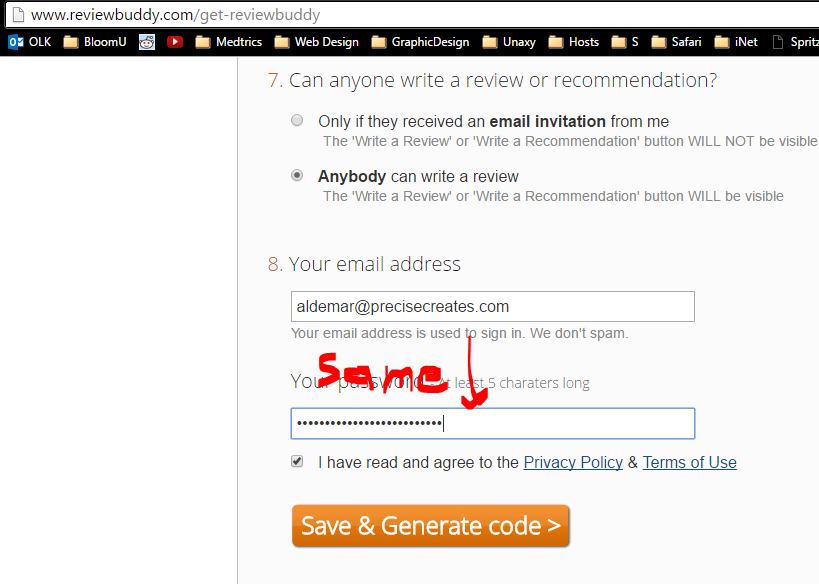 www.reviewbuddy.com/get-reviewbuddy
OLK BloomU Medtrics Web Design GraphicDesign Unaxy Hosts S Safari iNet Spritz
7. Can anyone write a review or recommendation?
Only if they received an email invitation from me
The 'Write a Review' or 'Write a Recommendation' button WILL NOT be visible
Anybody can write a review
The 'Write a Review' or 'Write a Recommendation' button WILL be visible
8. Your email address
aldemar@precisecreates.com
Your email address is used to sign in. We don't spam.
same
Your password - At least 5 charaters long
••••••••••••••••••••••••••
I have read and agree to the Privacy Policy & Terms of Use
Save & Generate code >